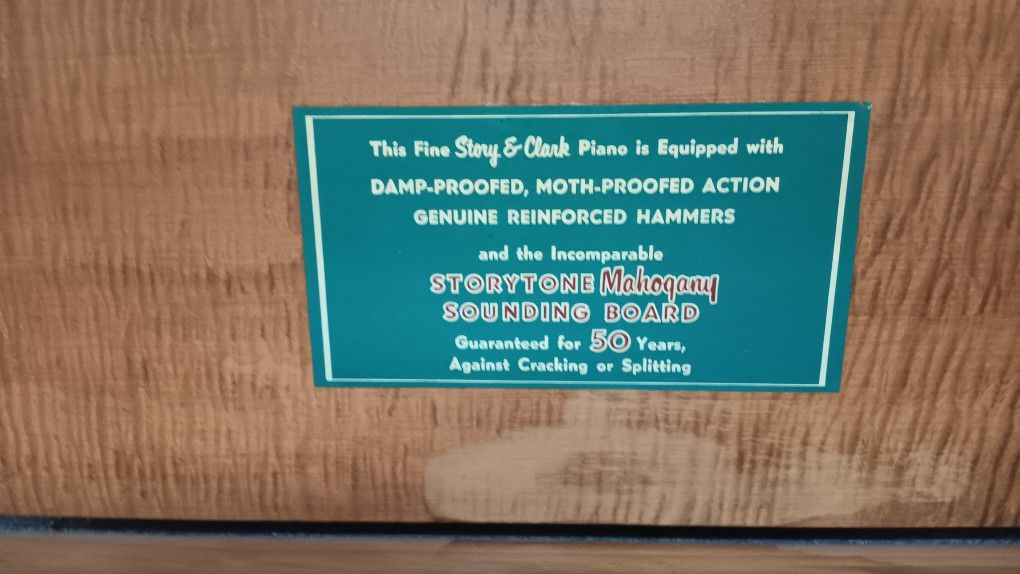 This Fine Story & Clark Piano is Equipped with
DAMP-PROOFED, MOTH-PROOFED ACTION
GENUINE REINFORCED HAMMERS
and the Incomparable
STORYTONE Mahogany
SOUNDING BOARD
Guaranteed for 50 Years,
Against Cracking or Splitting